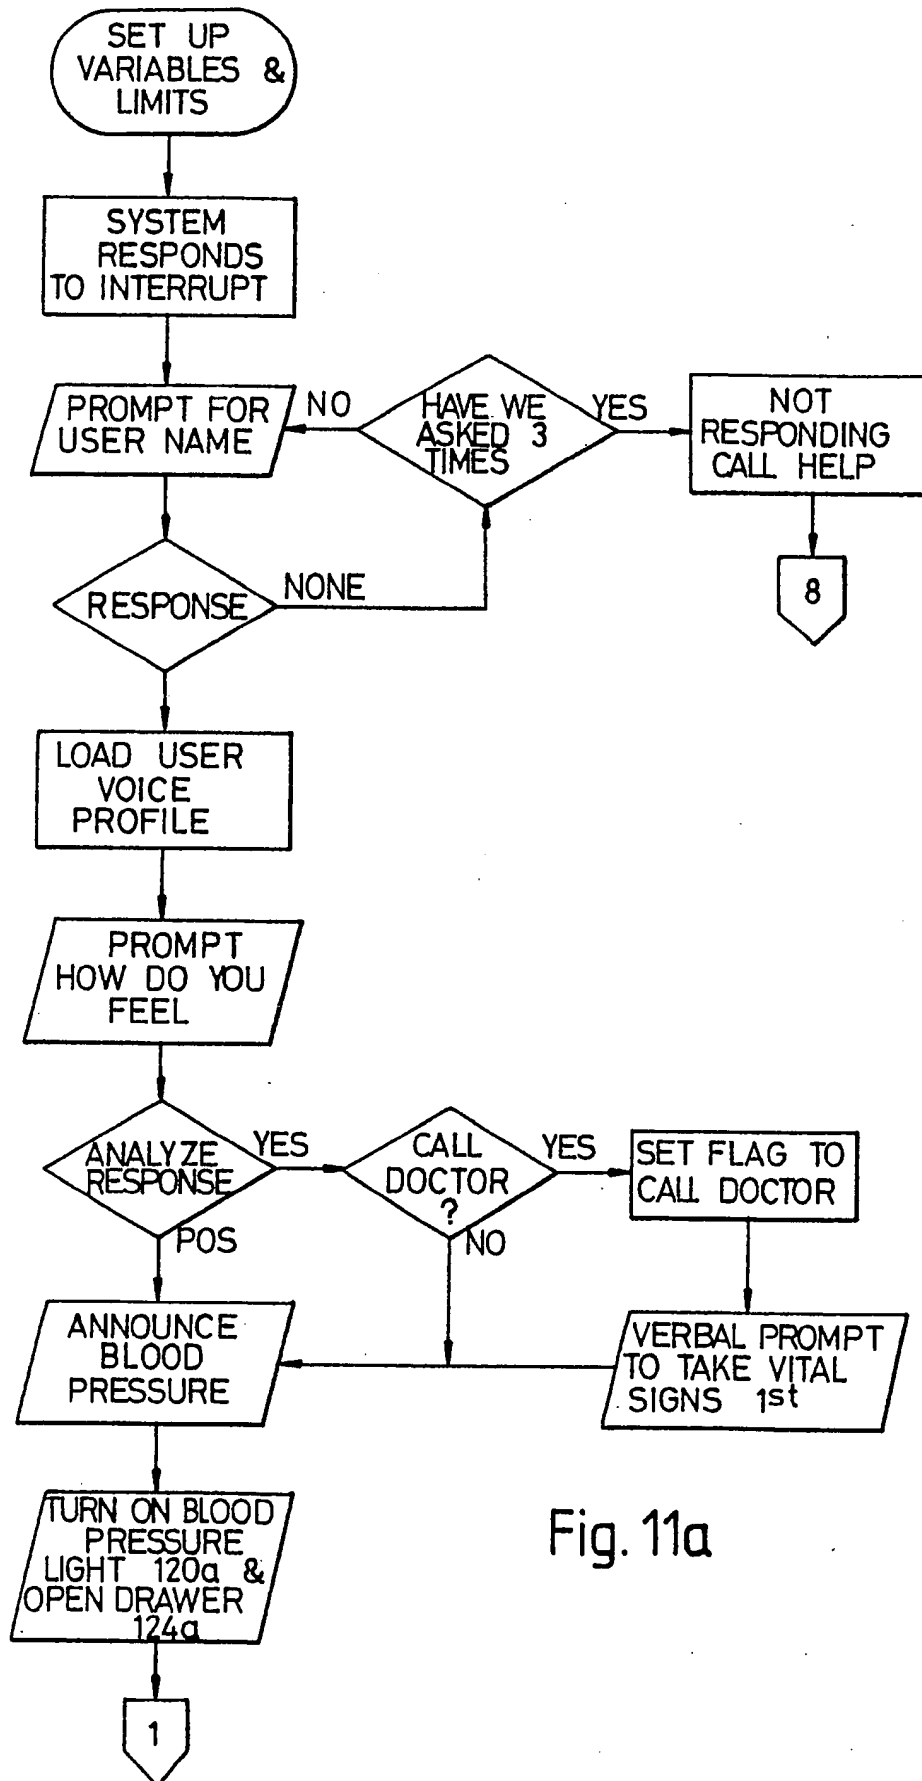 SET UP
VARIABLES &
LIMITS
SYSTEM
RESPONDS
TO INTERRUPT
PROMPT FOR
USER NAME
NO
HAVE WE
ASKED 3
TIMES
YES
NOT
RESPONDING
CALL HELP
8
RESPONSE
NONE
LOAD USER
VOICE
PROFILE
PROMPT
HOW DO YOU
FEEL
ANALYZE
RESPONSE
YES
POS
CALL
DOCTOR
?
YES
NO
SET FLAG TO
CALL DOCTOR
VERBAL PROMPT
TO TAKE VITAL
SIGNS 1st
ANNOUNCE
BLOOD
PRESSURE
TURN ON BLOOD
PRESSURE
LIGHT 120a &
OPEN DRAWER
124a
1
Fig. 11a